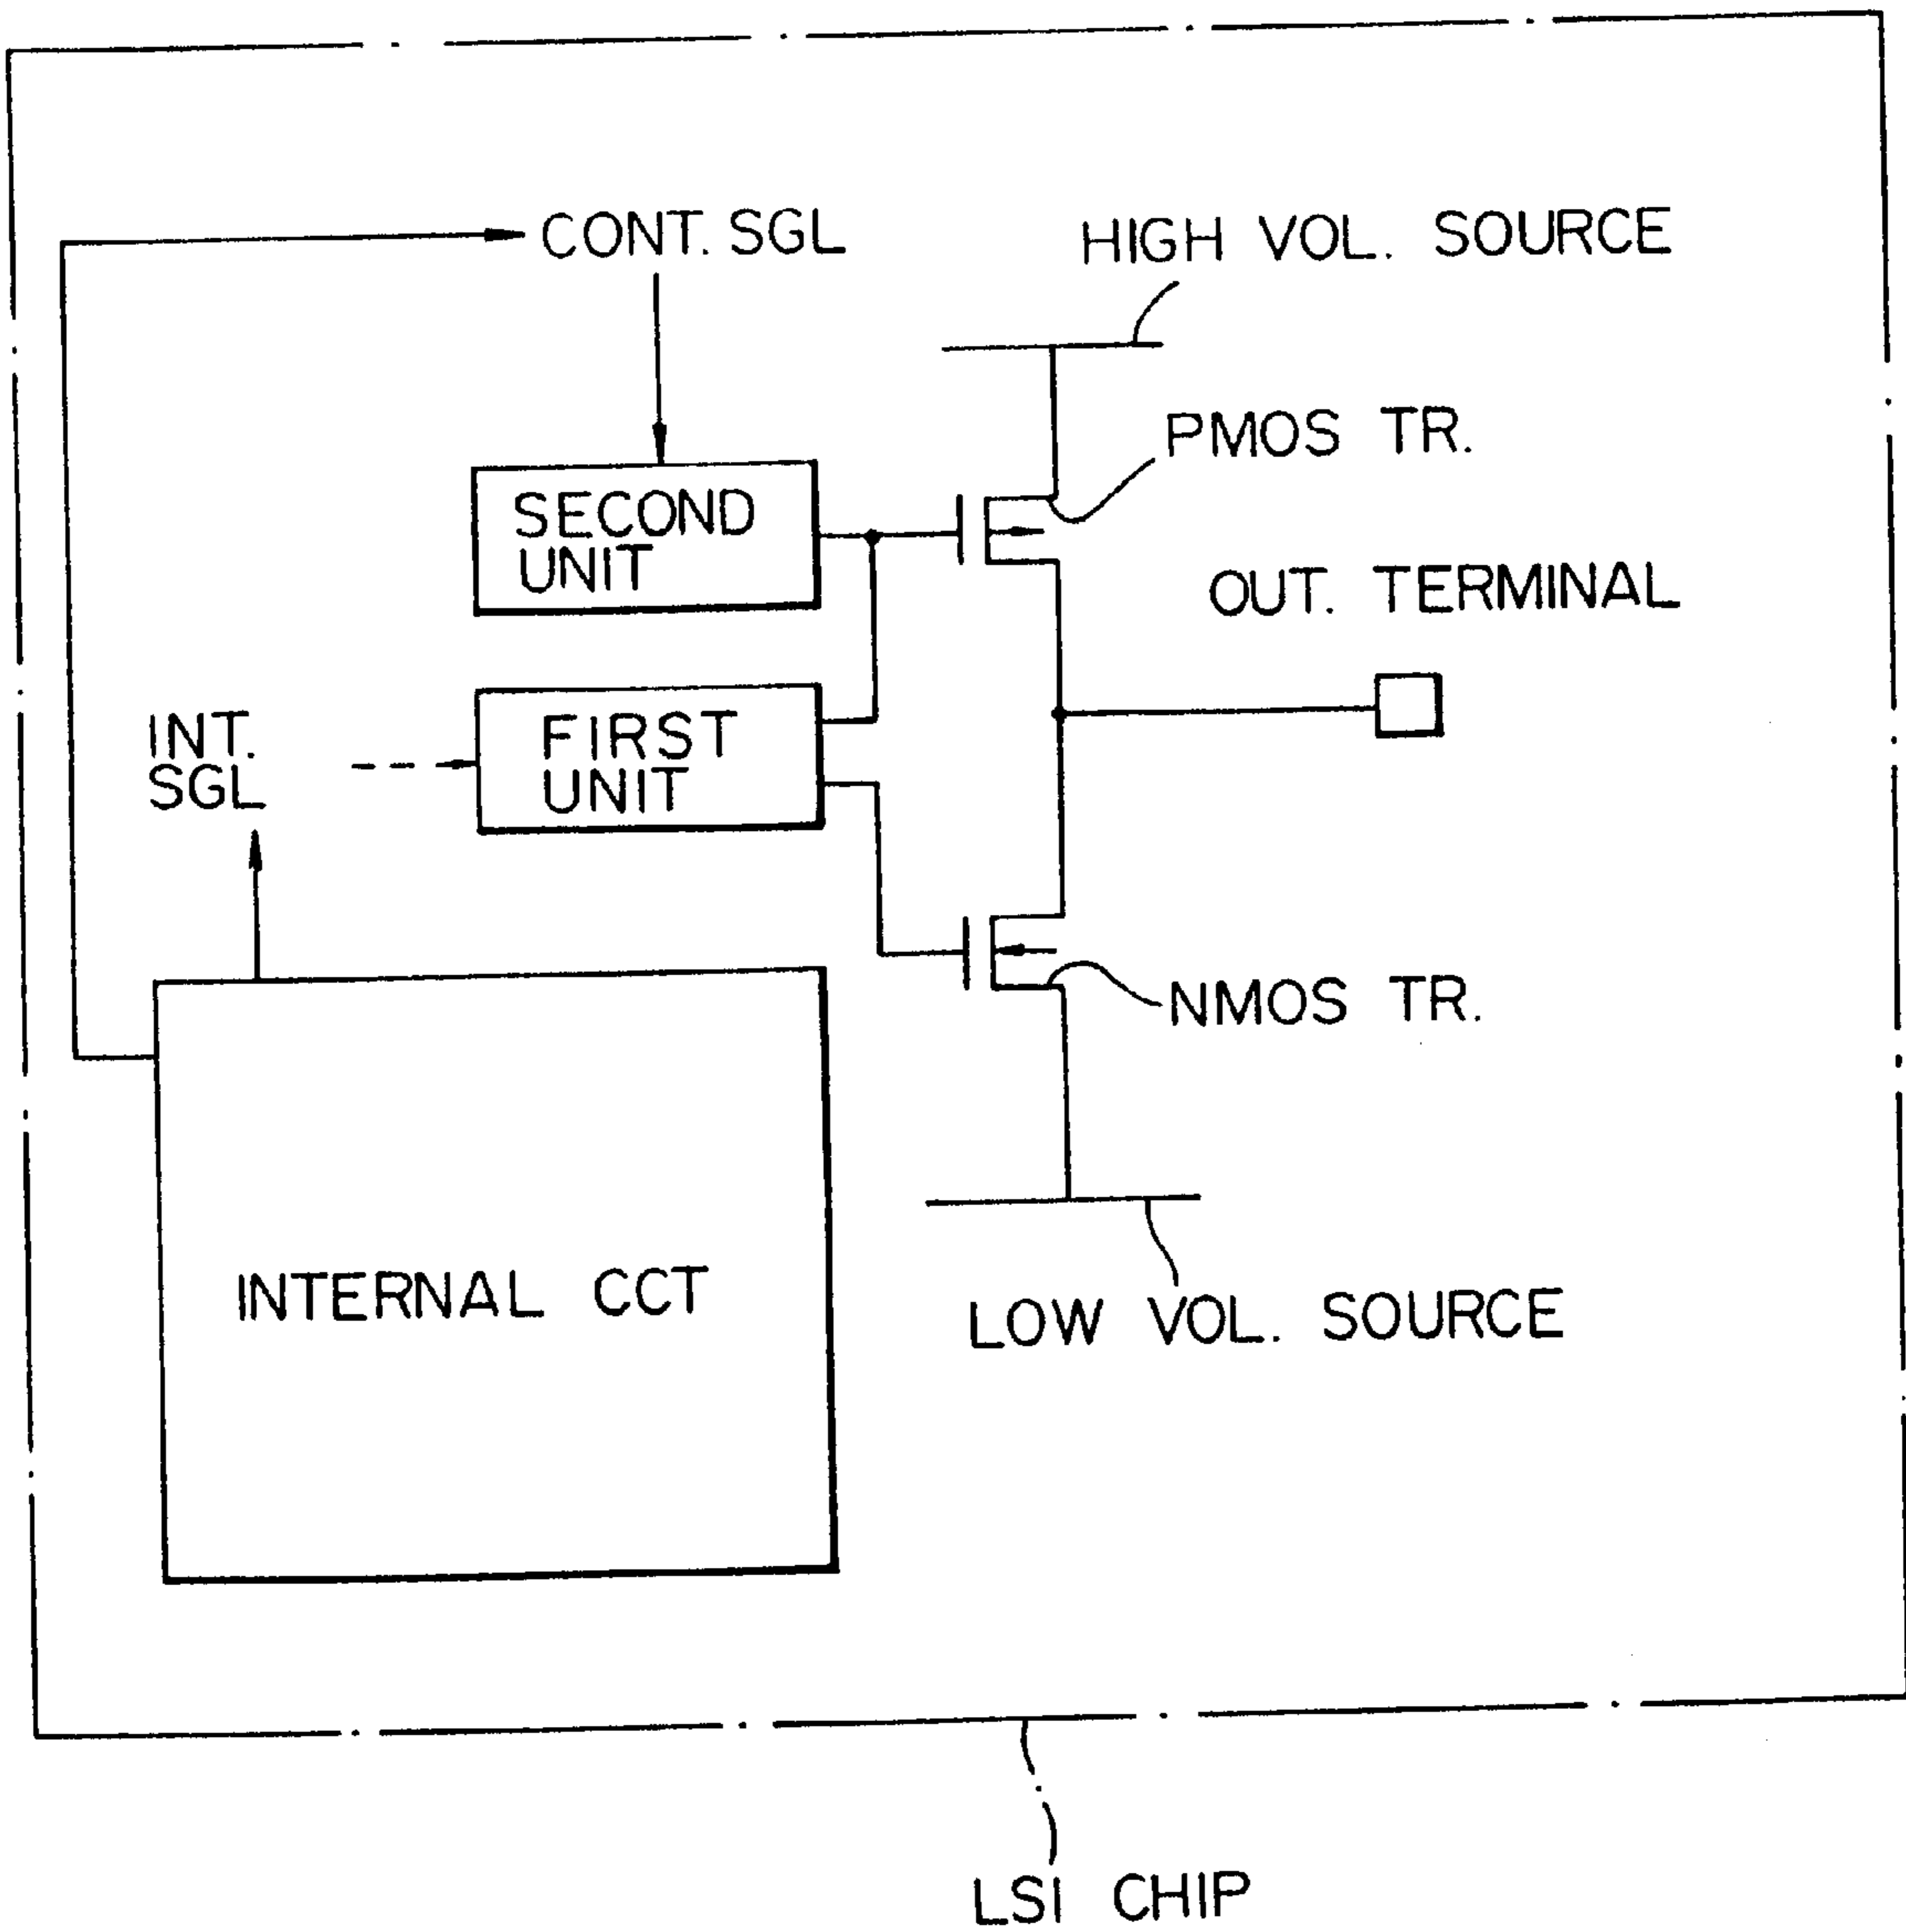 CONT. SGL
HIGH VOL. SOURCE
PMOS TR.
SECOND
UNIT
OUT. TERMINAL
INT.
SGL
FIRST
UNIT
NMOS TR.
INTERNAL CCT
LOW VOL. SOURCE
LSI CHIP